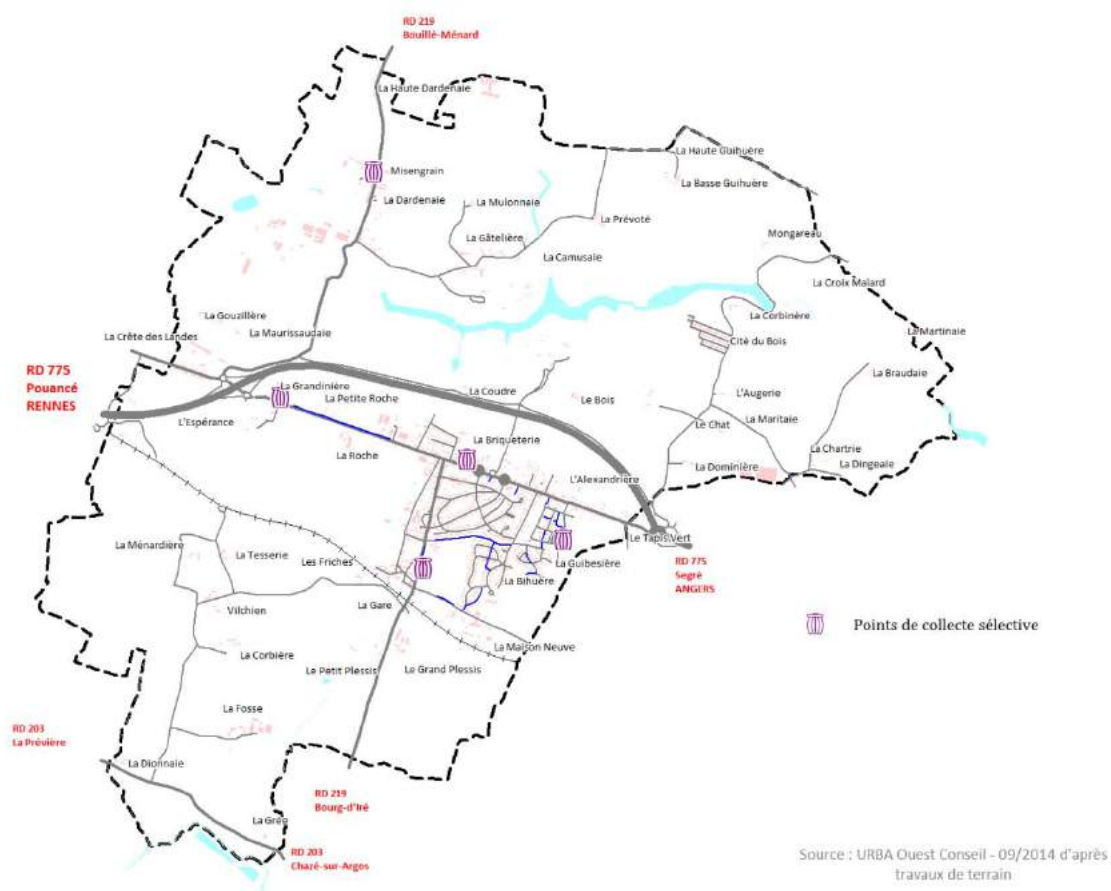 RD 219
Bouillé-Ménard
La Haute Dardenaie
La Haute Guihuère
Misengrain
La Basse Guihuère
La Dardenaie
La Mulonnaie
La Prévoté
La Gâtelière
Mongareau
La Camusaie
La Croix Malard
La Gouzillère
La Corbinère
La Maurissaudaie
La Martinaie
La Crête des Landes
Cité du Bois
RD 775
Pouancé
RENNES
La Braudaie
La Grandinière
La Coudre
L'Augerie
La Petite Roche
Le Bois
L'Espérance
La Maritaie
Le Chat
La Briqueterie
La Roche
La Chartrie
La Dingeale
La Dominière
L'Alexandrière
Le Tapis Vert
La Ménardière
La Tesserie
Les Friches
La Guibesière
RD 775
Segré
ANGERS
La Bihuère
La Gare
Vilchien
Points de collecte sélective
La Maison Neuve
La Corbière
Le Petit Plessis
Le Grand Plessis
La Fosse
RD 203
La Prévière
La Dionnaie
RD 219
Bourg-d'Iré
La Grée
RD 203
Chazé-sur-Argos
Source : URBA Ouest Conseil - 09/2014 d'après
travaux de terrain